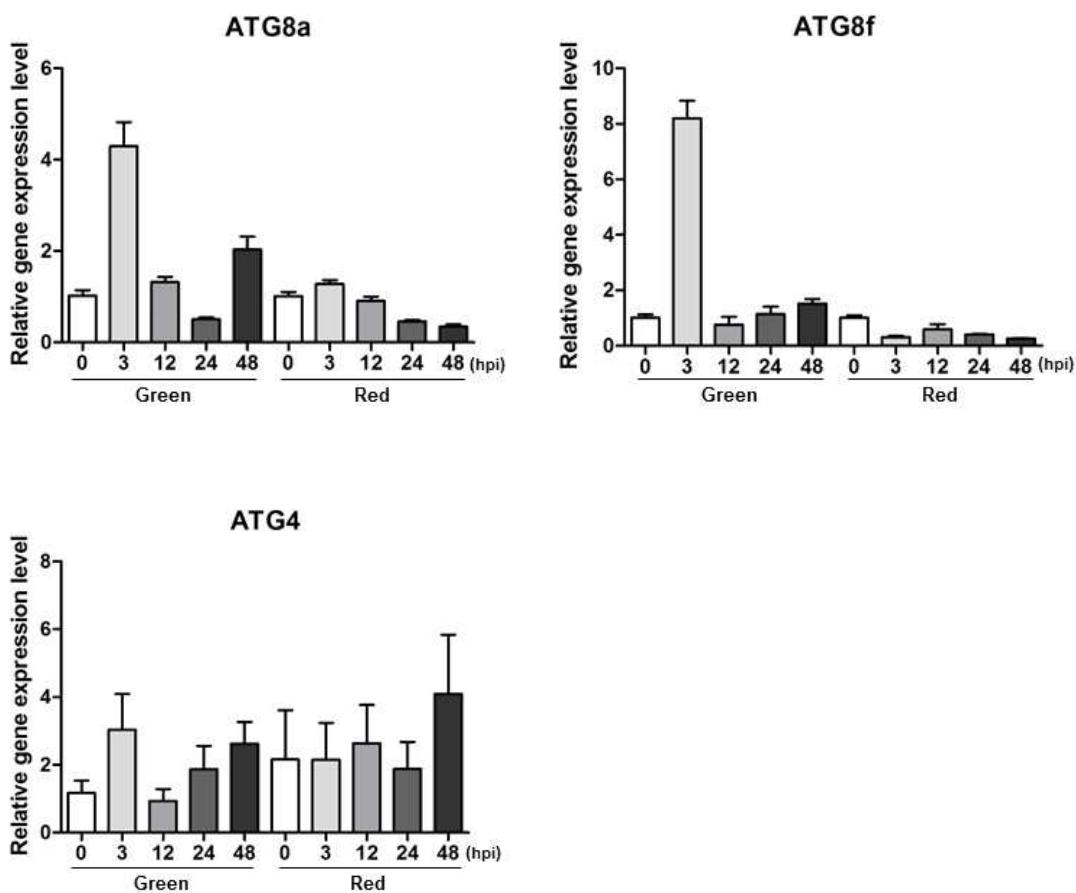 ATG8a
Relative gene expression level
6
4
2
0
0 3 12 24 48 0 3 12 24 48 (hpi)
Green Red
ATG8f
Relative gene expression level
10
8
6
4
2
0
0 3 12 24 48 0 3 12 24 48 (hpi)
Green Red
ATG4
Relative gene expression level
8
6
4
2
0
0 3 12 24 48 0 3 12 24 48 (hpi)
Green Red